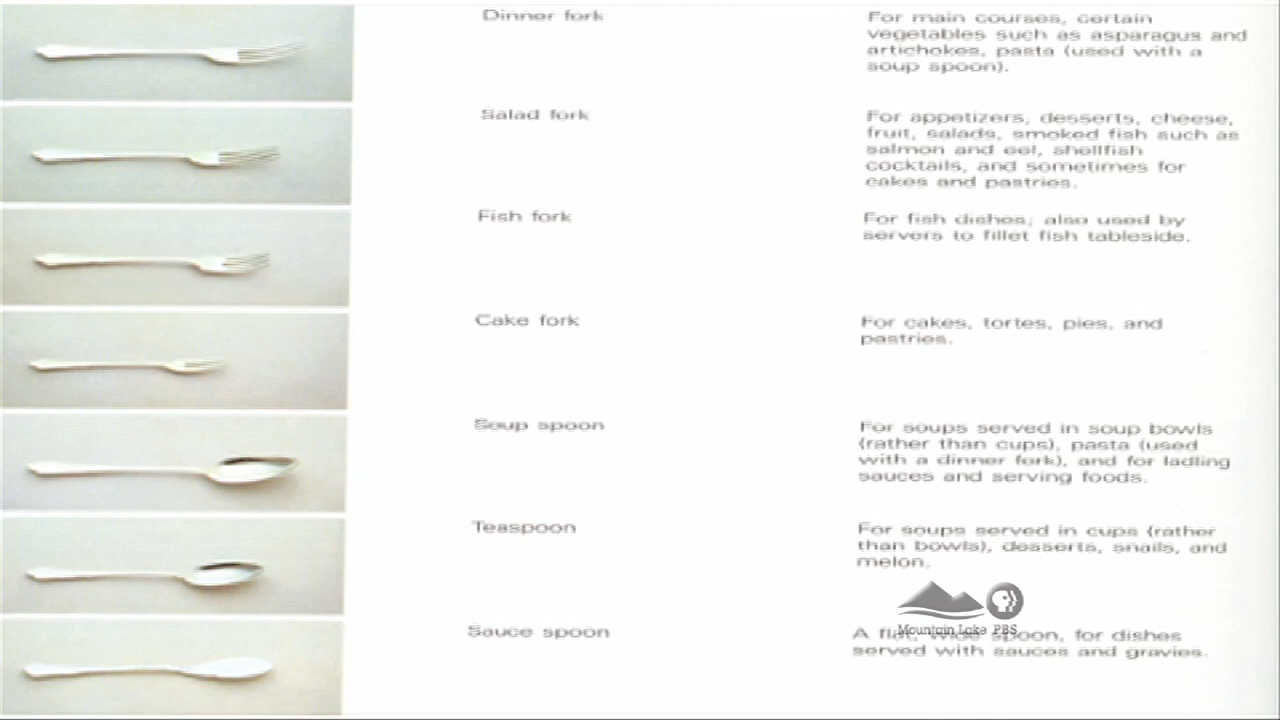 Dinner fork
For main courses, certain
vegetables such as asparagus and
artichokes, pasta (used with a
soup spoon).
Salad fork
For appetizers, desserts, cheese,
fruit, salads, smoked fish such as
salmon and eel, shellfish
cocktails, and sometimes for
cakes and pastries.
Fish fork
For fish dishes; also used by
servers to fillet fish tableside.
Cake fork
For cakes, tortes, pies, and
pastries.
Soup spoon
For soups served in soup bowls
(rather than cups), pasta (used
with a dinner fork), and for ladling
sauces and serving foods.
Teaspoon
For soups served in cups (rather
than bowls), desserts, snails, and
melon.
Mountain Lake PBS
Sauce spoon
A flat, wide spoon, for dishes
served with sauces and gravies.